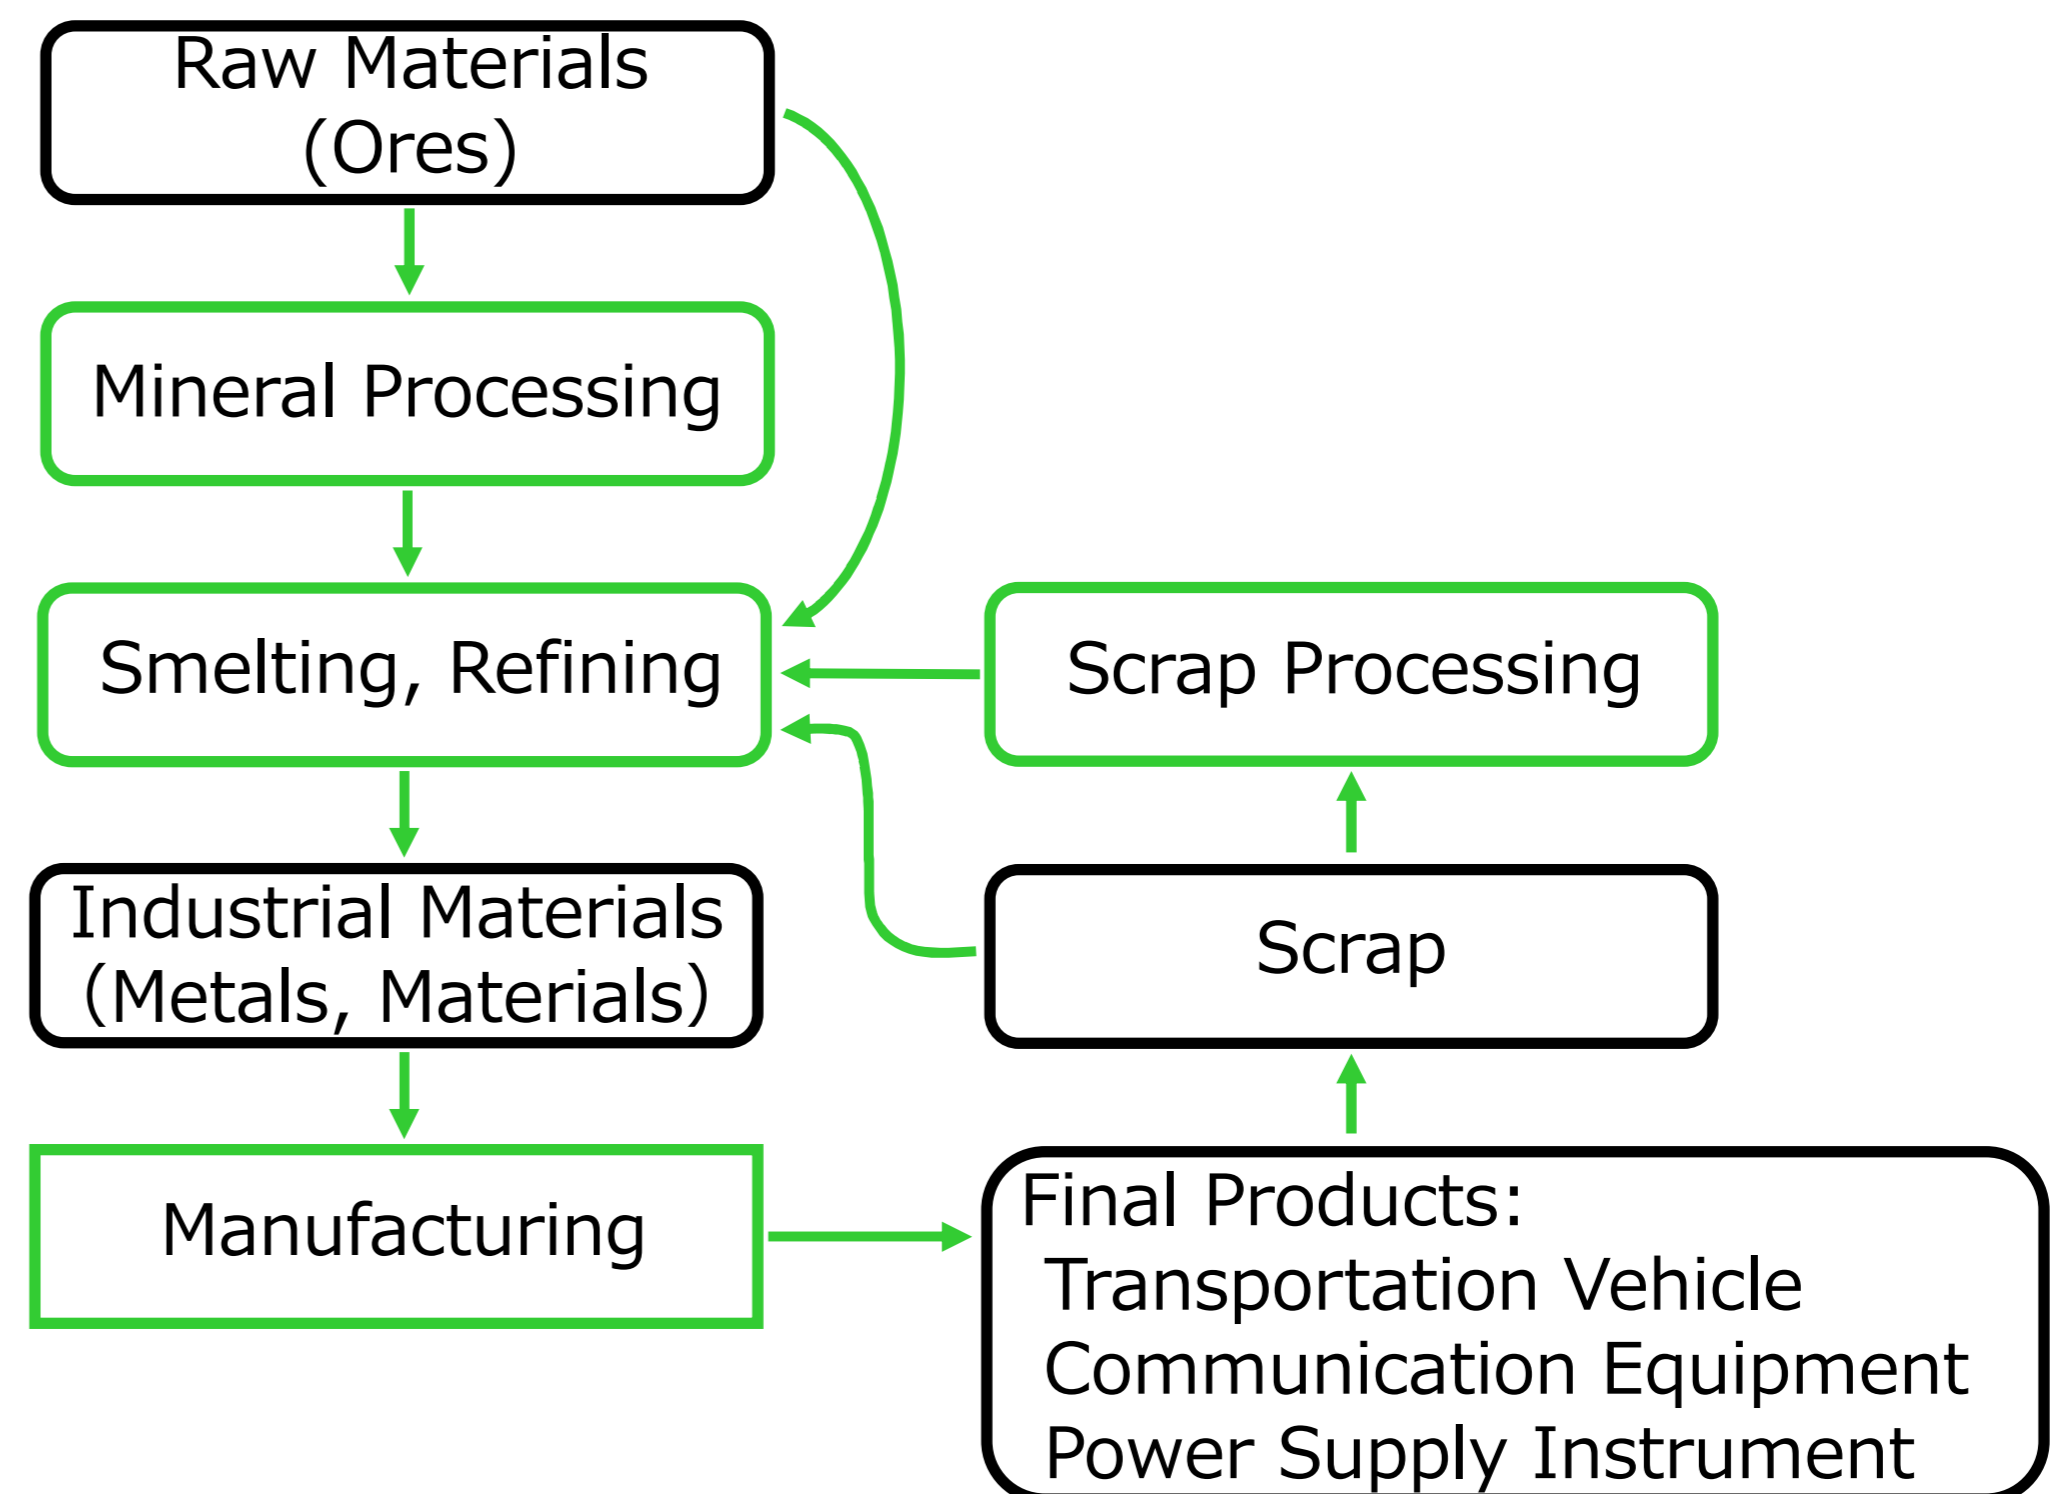 Raw Materials
(Ores)
Mineral Processing
Smelting, Refining
Scrap Processing
Industrial Materials
(Metals, Materials)
Scrap
Manufacturing
Final Products:
Transportation Vehicle
Communication Equipment
Power Supply Instrument